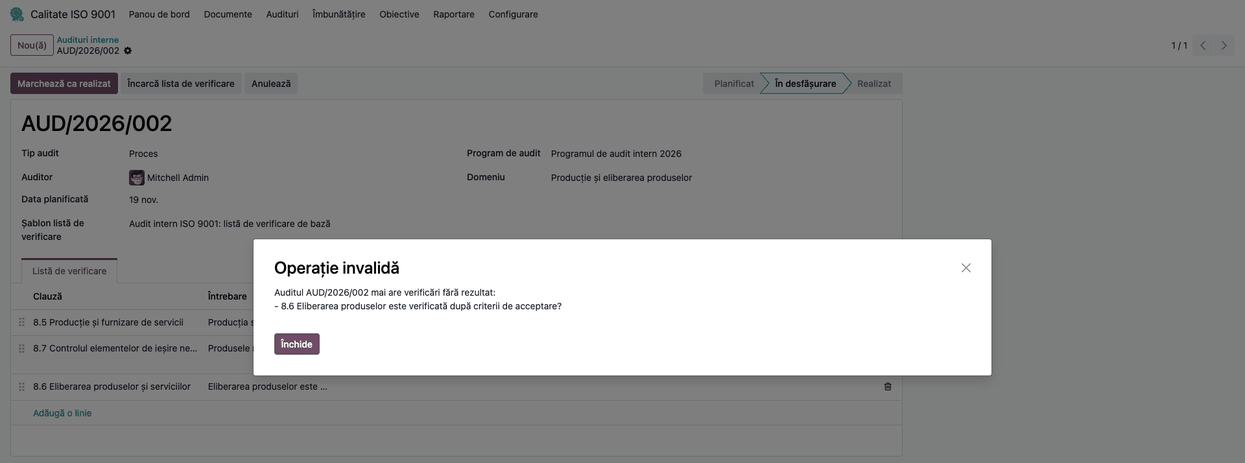 Calitate ISO 9001 Panou de bord Documente Audituri Îmbunătățire Obiective Raportare Configurare
Nou(ă) Audituri interne
AUD/2026/002
1 / 1
Marchează ca realizat Încarcă lista de verificare Anulează Planificat În desfășurare Realizat
AUD/2026/002
Tip audit Proces Program de audit Programul de audit intern 2026
Auditor Mitchell Admin Domeniu Producție și eliberarea produselor
Data planificată 19 nov.
Șablon listă de verificare Audit intern ISO 9001: listă de verificare de bază
Operație invalidă
Auditul AUD/2026/002 mai are verificări fără rezultat:
- 8.6 Eliberarea produselor este verificată după criterii de acceptare?
Închide
Listă de verificare
Clauză Întrebare
8.5 Producție și furnizare de servicii Producția
8.7 Controlul elementelor de ieșire ne... Produsele
8.6 Eliberarea produselor și serviciilor Eliberarea produselor este ...
Adăugă o linie